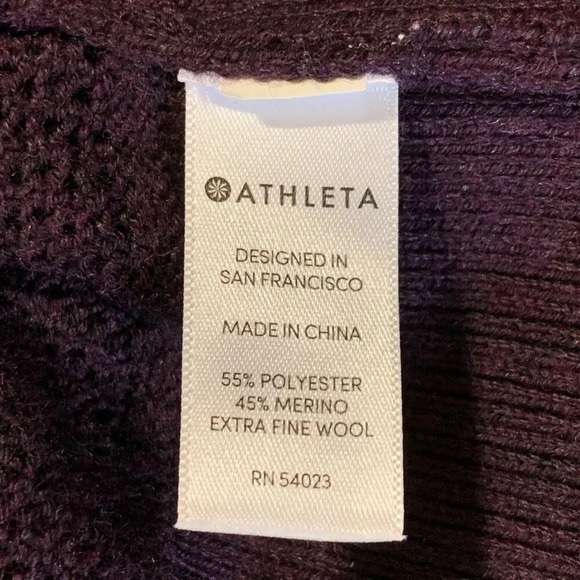 ATHLETA
DESIGNED IN
SAN FRANCISCO
MADE IN CHINA
55% POLYESTER
45% MERINO
EXTRA FINE WOOL
RN 54023